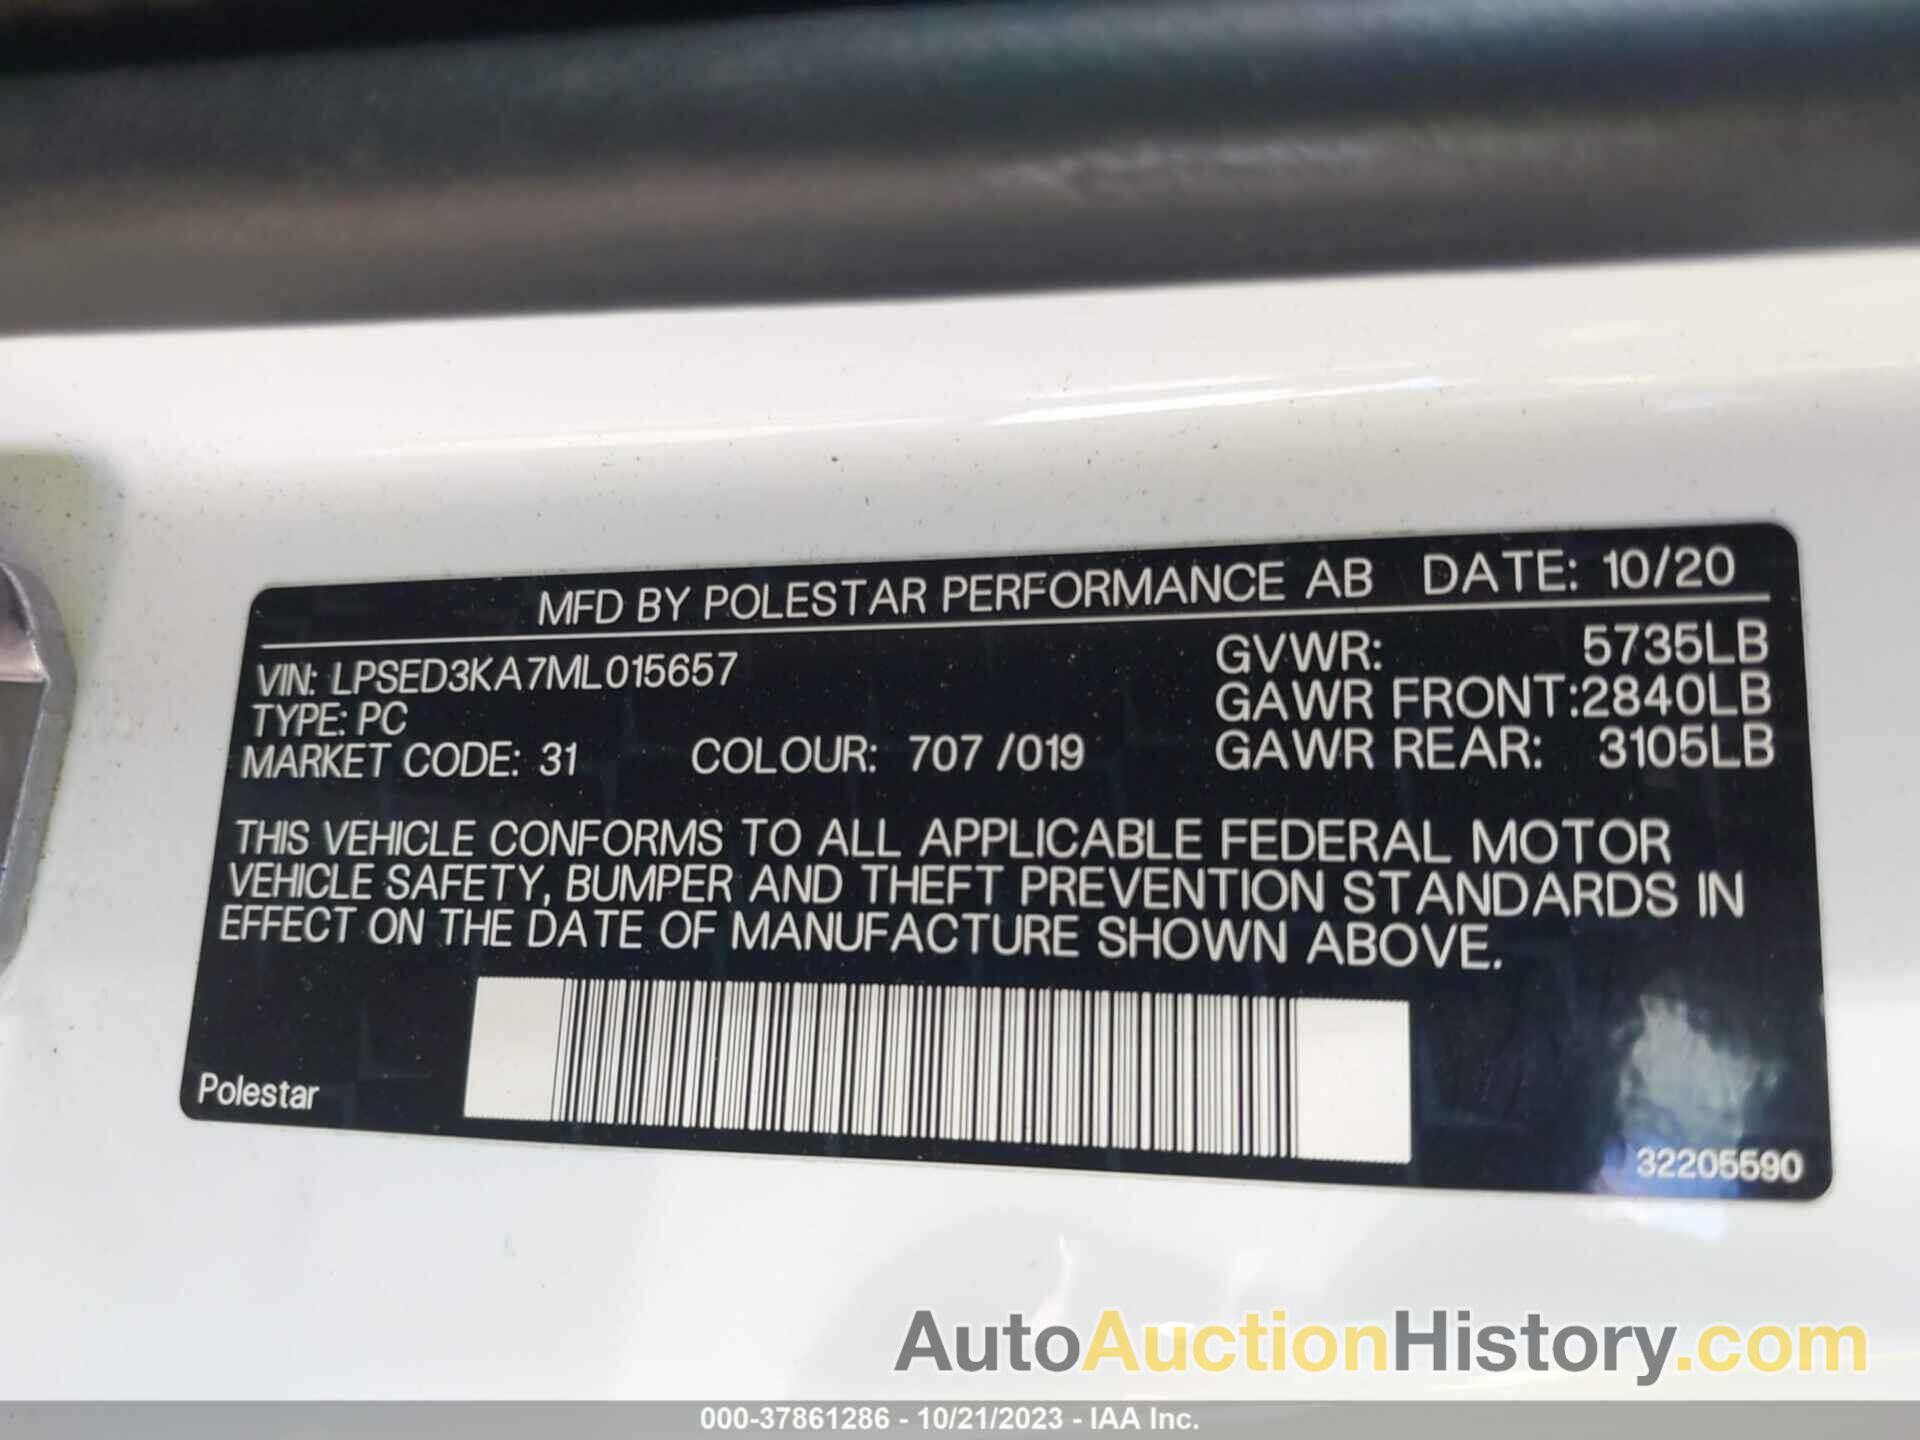 MFD BY POLESTAR PERFORMANCE AB DATE: 10/20
VIN: LPSED3KA7ML015657 GVWR: 5735LB
TYPE: PC GAWR FRONT:2840LB
MARKET CODE: 31 COLOUR: 707 /019 GAWR REAR: 3105LB
THIS VEHICLE CONFORMS TO ALL APPLICABLE FEDERAL MOTOR
VEHICLE SAFETY, BUMPER AND THEFT PREVENTION STANDARDS IN
EFFECT ON THE DATE OF MANUFACTURE SHOWN ABOVE.
Polestar
32205590
AutoAuctionHistory.com
000-37861286 - 10/21/2023 - IAA Inc.